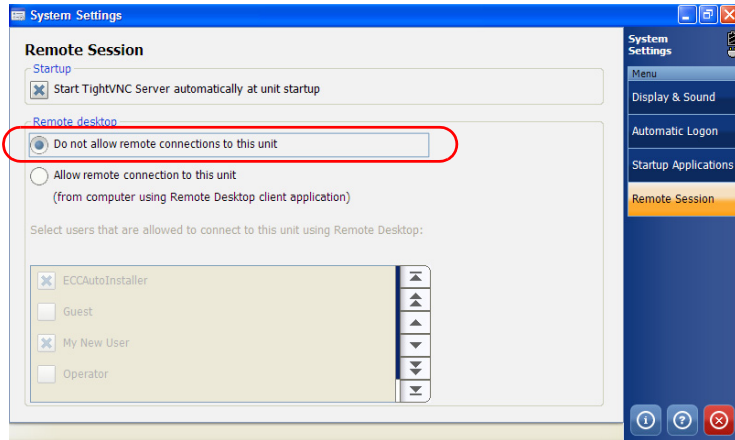 System Settings
Remote Session
Startup
Start TightVNC Server automatically at unit startup
Remote desktop
Do not allow remote connections to this unit
Allow remote connection to this unit
(from computer using Remote Desktop client application)
Select users that are allowed to connect to this unit using Remote Desktop:
ECCAutoInstaller
Guest
My New User
Operator
System
Settings
Menu
Display & Sound
Automatic Logon
Startup Applications
Remote Session